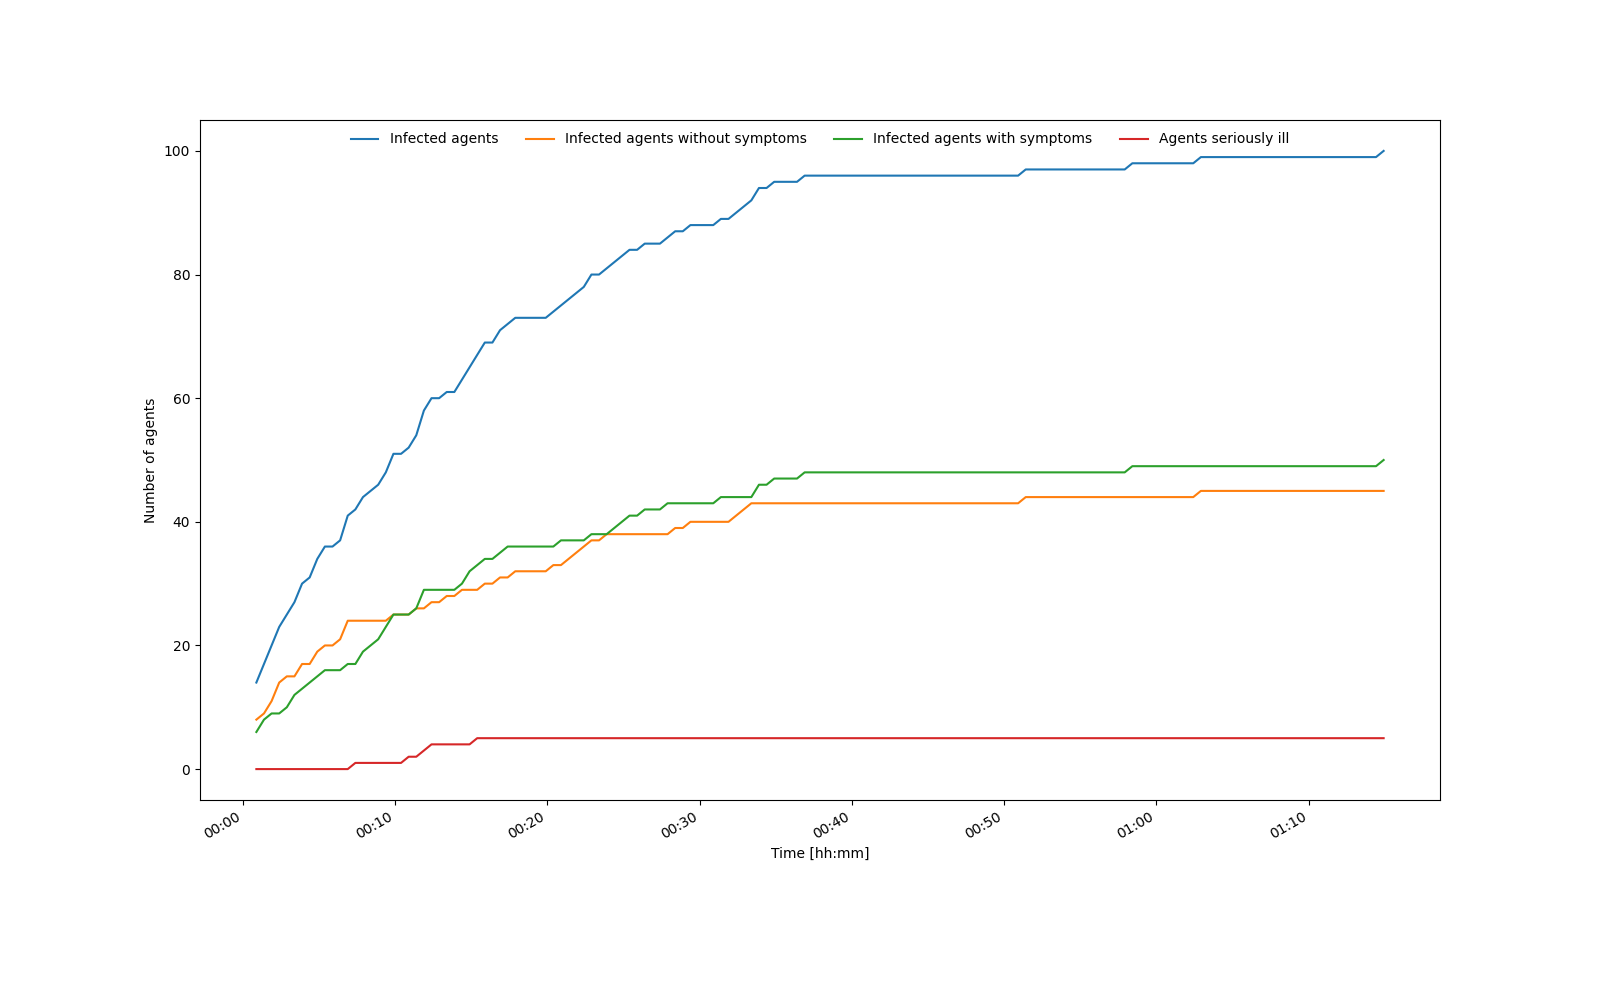 Infected agents Infected agents without symptoms Infected agents with symptoms Agents seriously ill
100
80
60
40
20
0
Number of agents
00:00 00:10 00:20 00:30 00:40 00:50 01:00 01:10
Time [hh:mm]